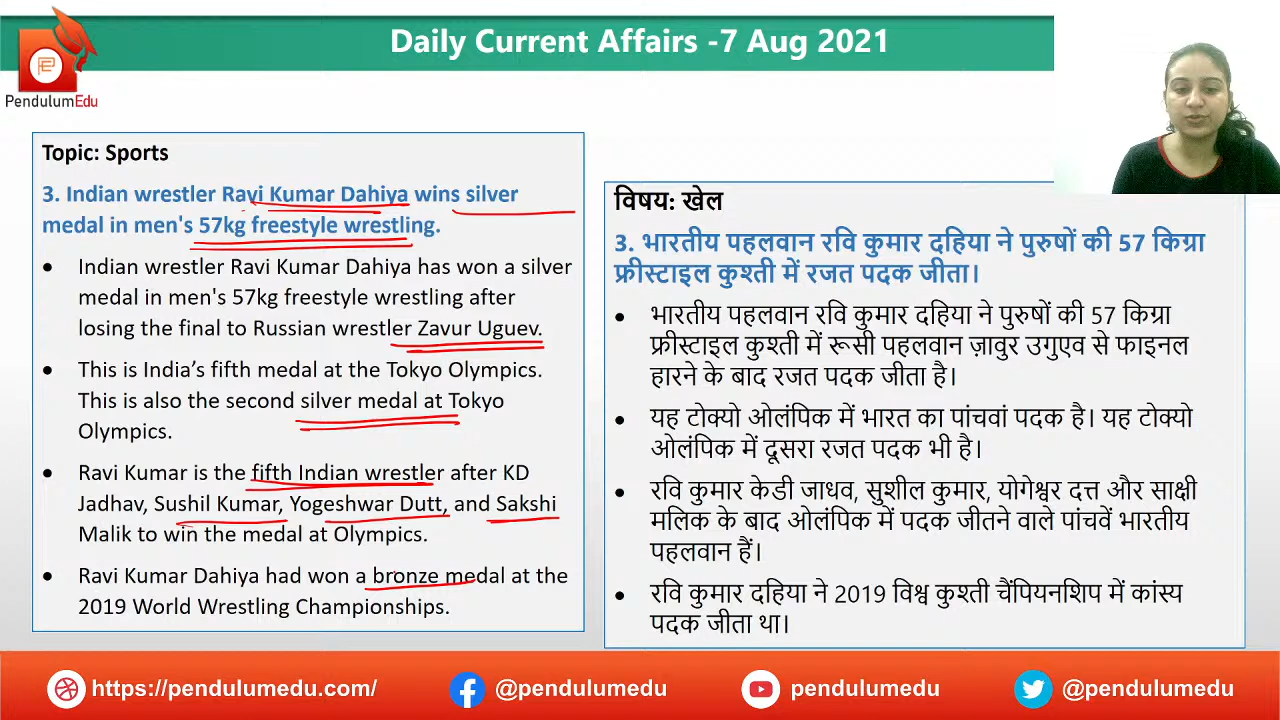 Daily Current Affairs -7 Aug 2021
PendulumEdu
Topic: Sports
3. Indian wrestler Ravi Kumar Dahiya wins silver
medal in men's 57kg freestyle wrestling.
• Indian wrestler Ravi Kumar Dahiya has won a silver
medal in men's 57kg freestyle wrestling after
losing the final to Russian wrestler Zavur Uguev.
• This is India’s fifth medal at the Tokyo Olympics.
This is also the second silver medal at Tokyo
Olympics.
• Ravi Kumar is the fifth Indian wrestler after KD
Jadhav, Sushil Kumar, Yogeshwar Dutt, and Sakshi
Malik to win the medal at Olympics.
• Ravi Kumar Dahiya had won a bronze medal at the
2019 World Wrestling Championships.
विषय: खेल
3. भारतीय पहलवान रवि कुमार दहिया ने पुरुषों की 57 किग्रा
फ्रीस्टाइल कुश्ती में रजत पदक जीता।
• भारतीय पहलवान रवि कुमार दहिया ने पुरुषों की 57 किग्रा
फ्रीस्टाइल कुश्ती में रूसी पहलवान ज़ावुर उगुएव से फाइनल
हारने के बाद रजत पदक जीता है।
• यह टोक्यो ओलंपिक में भारत का पांचवां पदक है। यह टोक्यो
ओलंपिक में दूसरा रजत पदक भी है।
• रवि कुमार केडी जाधव, सुशील कुमार, योगेश्वर दत्त और साक्षी
मलिक के बाद ओलंपिक में पदक जीतने वाले पांचवें भारतीय
पहलवान हैं।
• रवि कुमार दहिया ने 2019 विश्व कुश्ती चैंपियनशिप में कांस्य
पदक जीता था।
https://pendulumedu.com/
@pendulumedu
pendulumedu
@pendulumedu